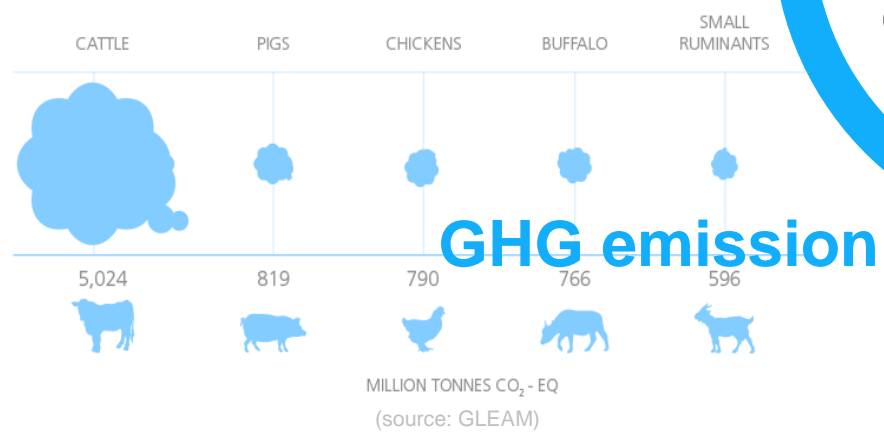 CATTLE PIGS CHICKENS BUFFALO SMALL
RUMINANTS
GHG emission
5,024 819 790 766 596
MILLION TONNES CO₂ - EQ
(source: GLEAM)